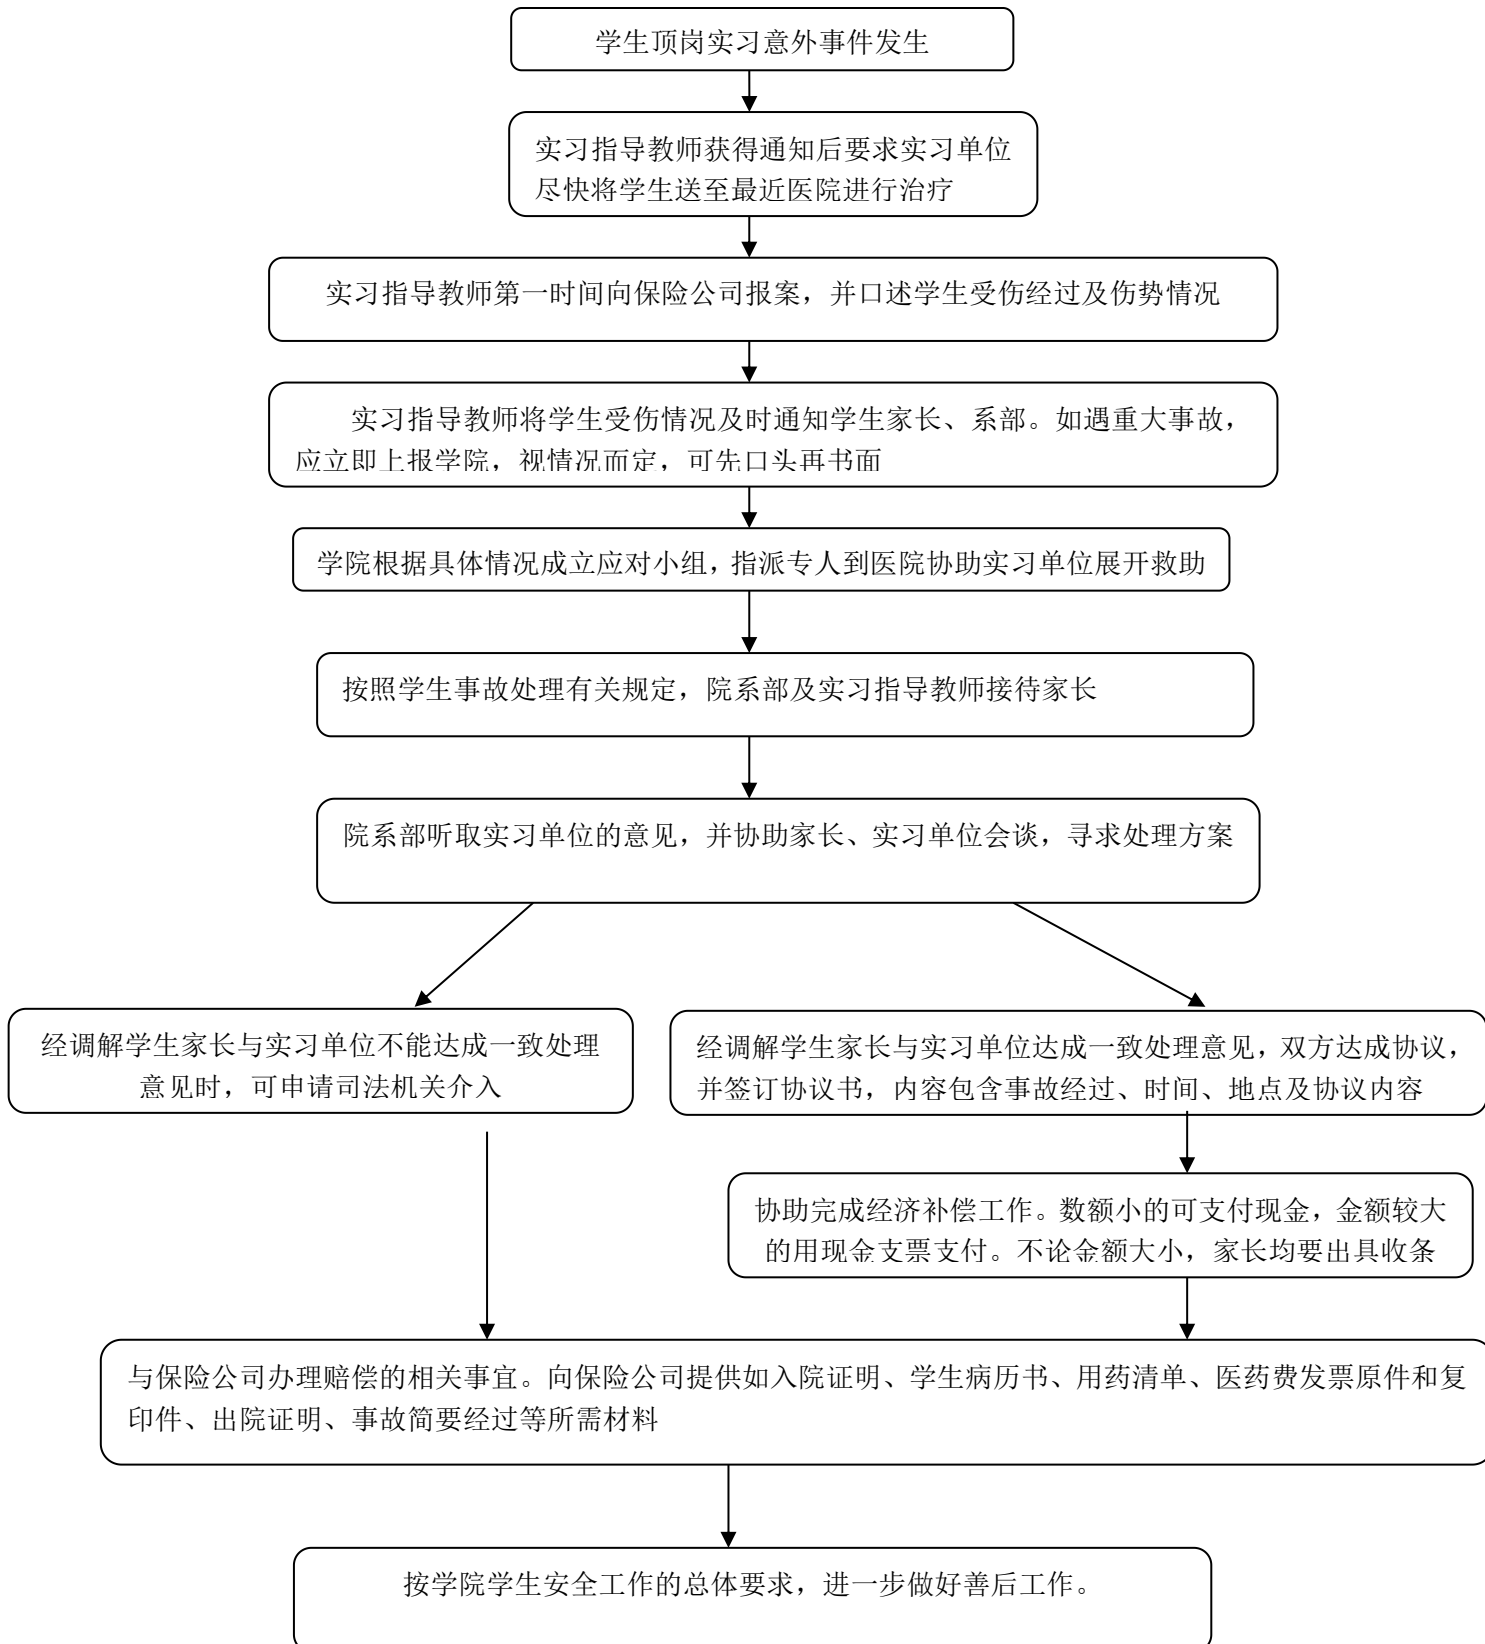 学生顶岗实习意外事件发生
实习指导教师获得通知后要求实习单位
尽快将学生送至最近医院进行治疗
实习指导教师第一时间向保险公司报案，并口述学生受伤经过及伤势情况
实习指导教师将学生受伤情况及时通知学生家长、系部。如遇重大事故，
应立即上报学院，视情况而定，可先口头再书面
学院根据具体情况成立应对小组，指派专人到医院协助实习单位展开救助
按照学生事故处理有关规定，院系部及实习指导教师接待家长
院系部听取实习单位的意见，并协助家长、实习单位会谈，寻求处理方案
经调解学生家长与实习单位不能达成一致处理
意见时，可申请司法机关介入
经调解学生家长与实习单位达成一致处理意见，双方达成协议，
并签订协议书，内容包含事故经过、时间、地点及协议内容
协助完成经济补偿工作。数额小的可支付现金，金额较大
的用现金支票支付。不论金额大小，家长均要出具收条
与保险公司办理赔偿的相关事宜。向保险公司提供如入院证明、学生病历书、用药清单、医药费发票原件和复
印件、出院证明、事故简要经过等所需材料
按学院学生安全工作的总体要求，进一步做好善后工作。